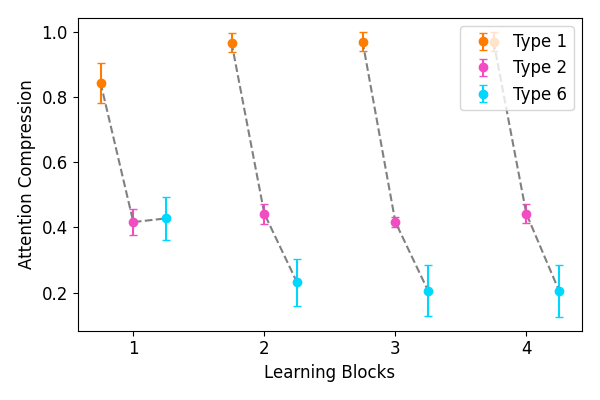 1.0
0.8
0.6
0.4
0.2
Attention Compression
1
2
3
4
Learning Blocks
Type 1
Type 2
Type 6